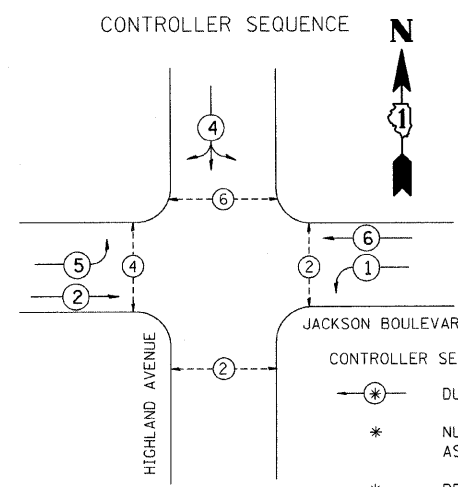 CONTROLLER SEQUENCE
N
4
1
6
6
5
4
2
1
2
JACKSON BOULEVAR
HIGHLAND AVENUE
2
CONTROLLER SE
* DU
* NU
AS